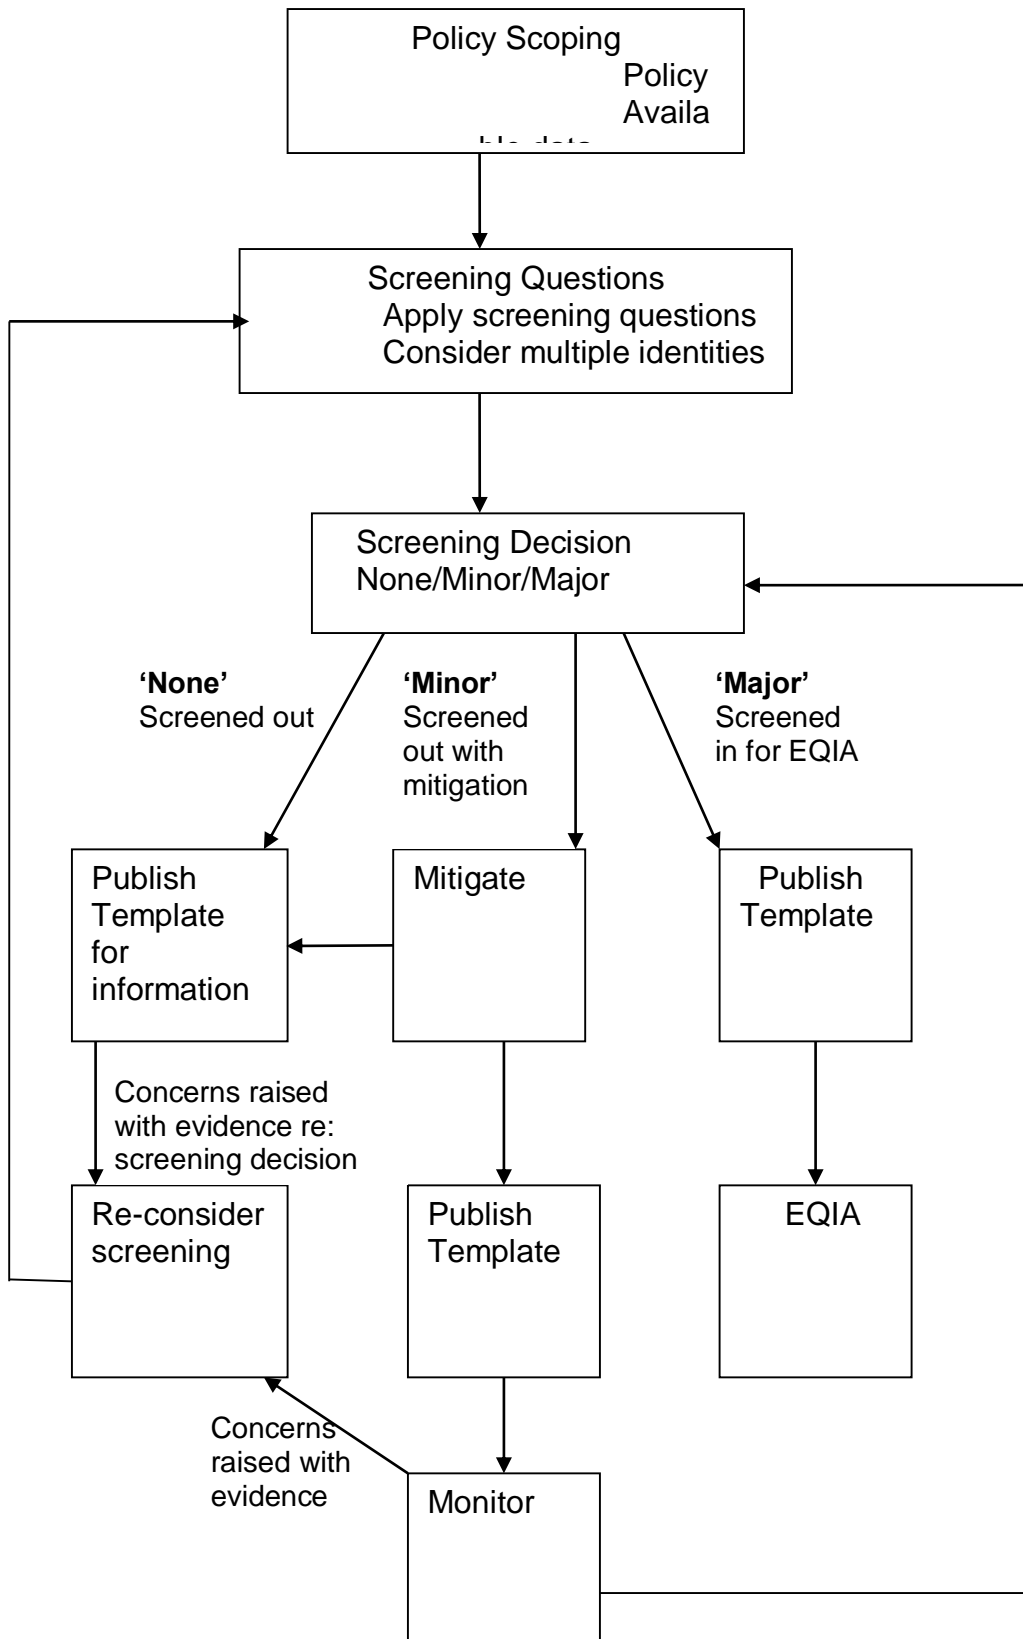 Policy Scoping
Policy
Availa
Screening Questions
Apply screening questions
Consider multiple identities
Screening Decision
None/Minor/Major
‘None’
Screened out
‘Minor’
Screened
out with
mitigation
‘Major’
Screened
in for EQIA
Publish
Template
for
information
Mitigate
Publish
Template
Concerns raised
with evidence re:
screening decision
Re-consider
screening
Publish
Template
EQIA
Concerns
raised with
evidence
Monitor